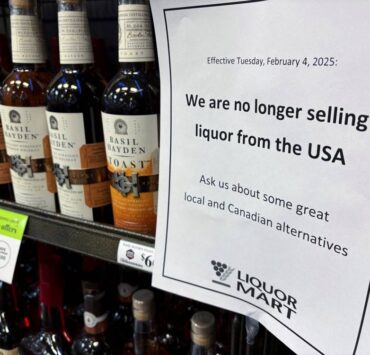 BASIL
HAYDEN
BASIL
HAYDEN
BASIL
HAYDEN
TOAST
Effective Tuesday, February 4, 2025:
We are no longer selling
liquor from the USA
Ask us about some great
local and Canadian alternatives
LIQUOR
MART